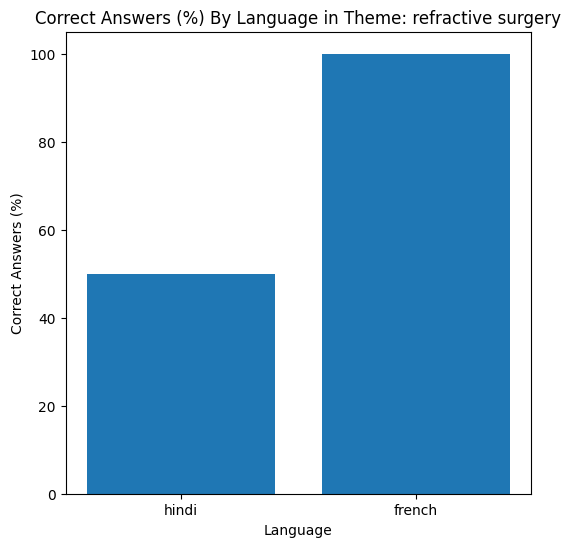 Correct Answers (%) By Language in Theme: refractive surgery
100
80
60
40
20
0
Correct Answers (%)
hindi french
Language